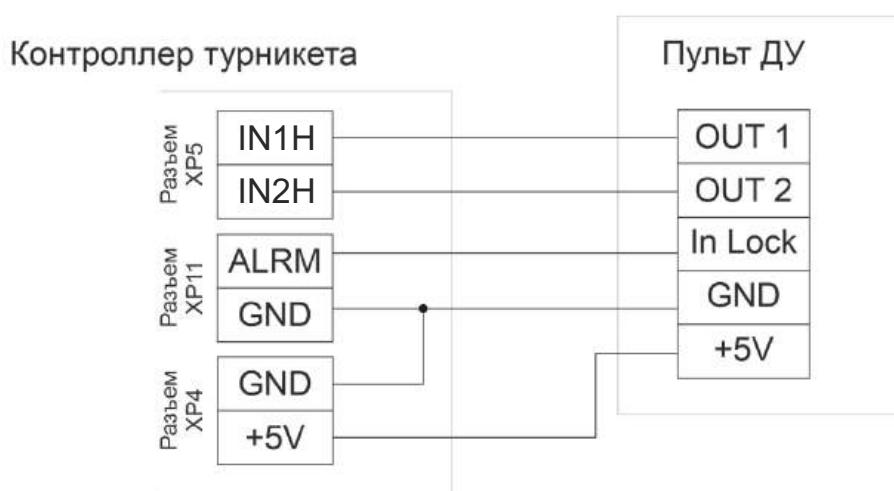 Контроллер турникета
Пульт ДУ
Разъем
XP5
IN1H
IN2H
OUT 1
OUT 2
In Lock
GND
+5V
Разъем
XP11
ALRM
GND
Разъем
XP4
GND
+5V